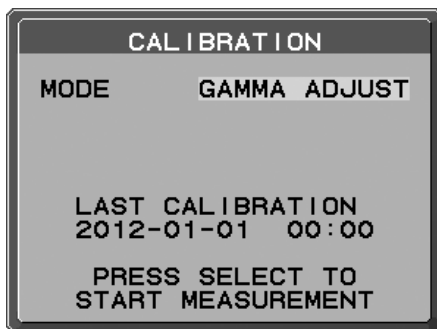 CALIBRATION
MODE GAMMA ADJUST
LAST CALIBRATION
2012-01-01 00:00
PRESS SELECT TO
START MEASUREMENT